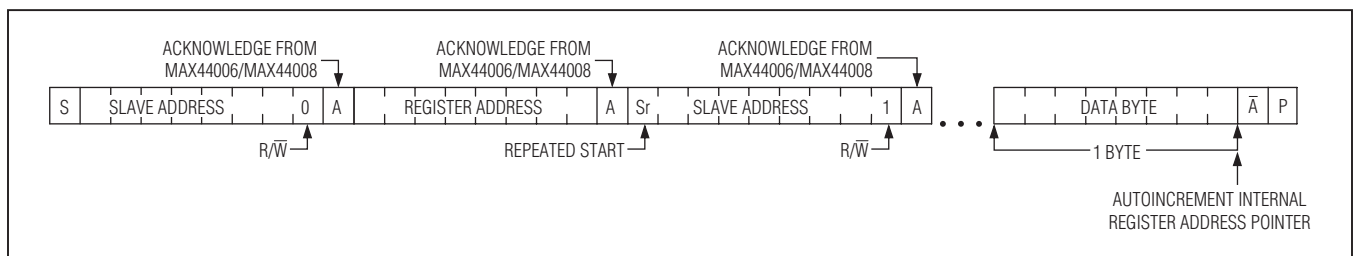 ACKNOWLEDGE FROM
MAX44006/MAX44008
ACKNOWLEDGE FROM
MAX44006/MAX44008
ACKNOWLEDGE FROM
MAX44006/MAX44008
S SLAVE ADDRESS 0 A REGISTER ADDRESS A Sr SLAVE ADDRESS 1 A ... DATA BYTE A̅ P
R/W̅ REPEATED START R/W̅ 1 BYTE
AUTOINCREMENT INTERNAL
REGISTER ADDRESS POINTER